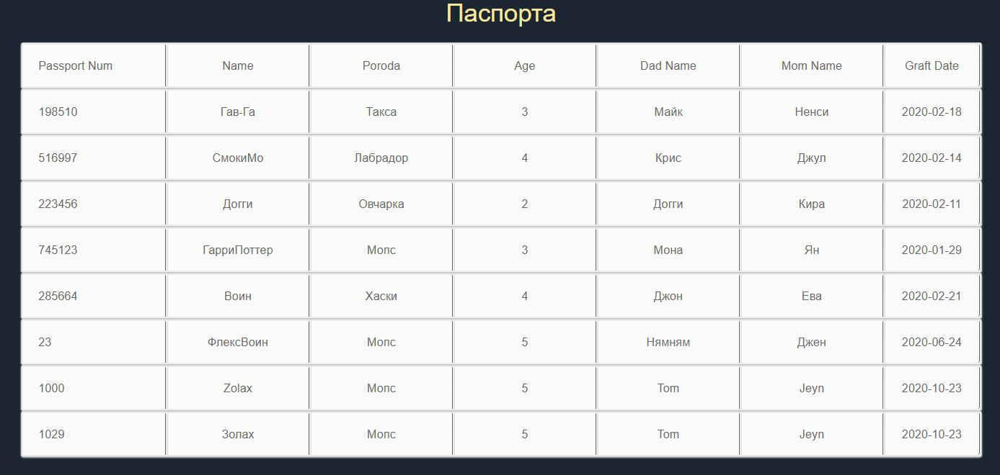 Паспорта
Passport Num Name Poroda Age Dad Name Mom Name Graft Date
198510 Гав-Га Такса 3 Майк Ненси 2020-02-18
516997 СмокиМо Лабрадор 4 Крис Джул 2020-02-14
223456 Догги Овчарка 2 Догги Кира 2020-02-11
745123 ГарриПоттер Мопс 3 Мона Ян 2020-01-29
285664 Воин Хаски 4 Джон Ева 2020-02-21
23 ФлексВоин Мопс 5 Нямням Джен 2020-06-24
1000 Zolax Мопс 5 Tom Jeyn 2020-10-23
1029 Золах Мопс 5 Tom Jeyn 2020-10-23